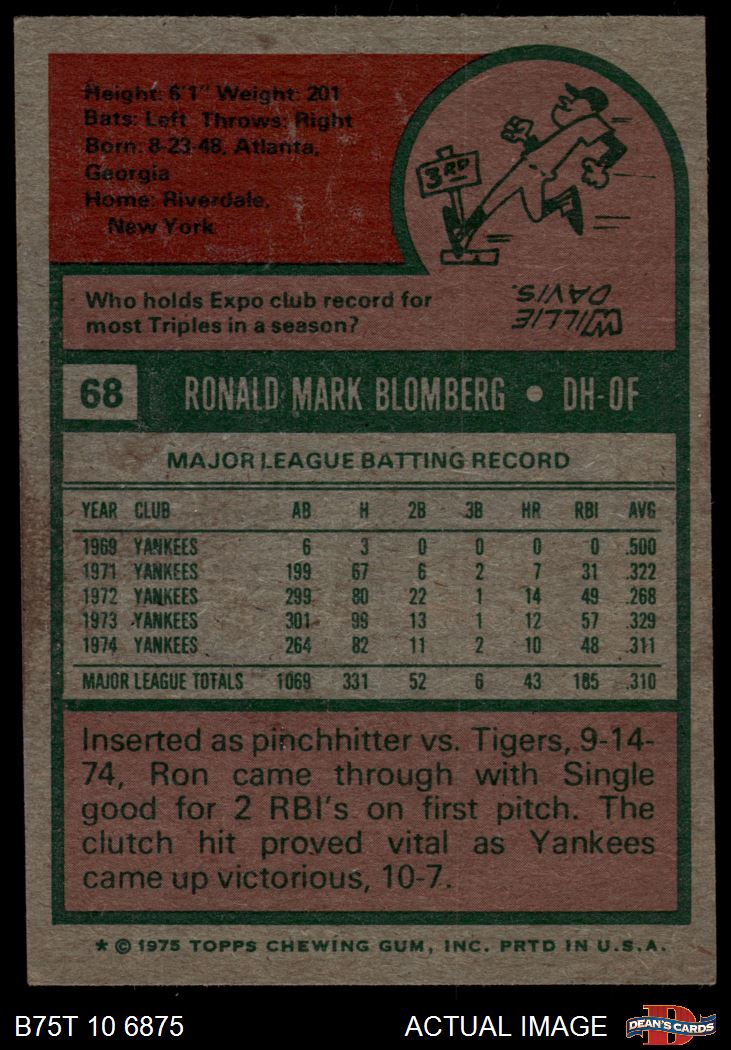 Height: 6'1" Weight: 201
Bats: Left Throws: Right
Born: 8-23-48, Atlanta,
Georgia
Home: Riverdale,
New York
3RD
Who holds Expo club record for
most Triples in a season?
WILLIE
DAVIS.
68 RONALD MARK BLOMBERG • DH-OF
MAJOR LEAGUE BATTING RECORD
YEAR CLUB AB H 2B 3B HR RBI AVG
1969 YANKEES 6 3 0 0 0 0 .500
1971 YANKEES 199 67 6 2 7 31 .322
1972 YANKEES 299 80 22 1 14 49 .268
1973 YANKEES 301 99 13 1 12 57 .329
1974 YANKEES 264 82 11 2 10 48 .311
MAJOR LEAGUE TOTALS 1069 331 52 6 43 185 .310
Inserted as pinchhitter vs. Tigers, 9-14-
74, Ron came through with Single
good for 2 RBI's on first pitch. The
clutch hit proved vital as Yankees
came up victorious, 10-7.
* © 1975 TOPPS CHEWING GUM, INC. PRTD IN U.S.A.
B75T 10 6875 ACTUAL IMAGE DEAN'S CARDS